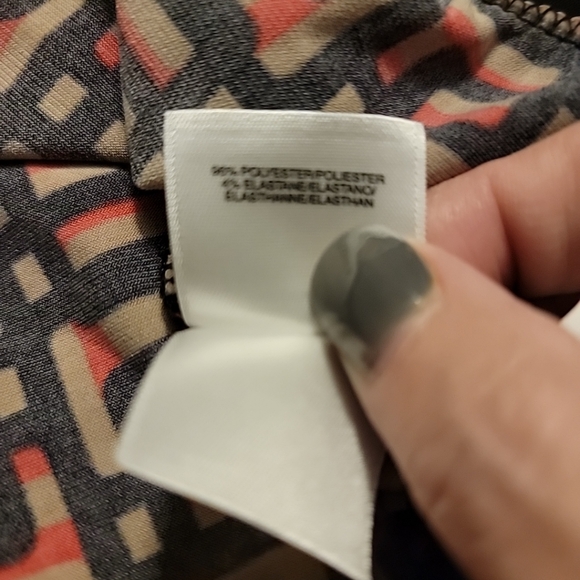 96% POLYESTER/POLIESTER
4% ELASTANE/ELASTANO/
ELASTHANNE/ELASTHAN